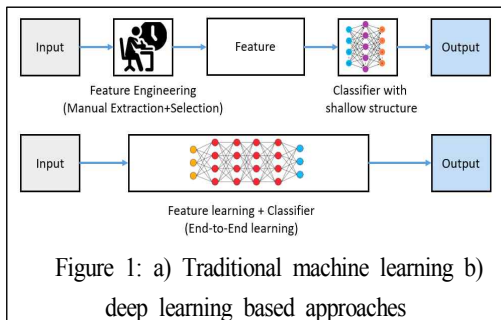 Input
Feature
Output
Feature Engineering
(Manual Extraction+Selection)
Classifier with
shallow structure
Input
Output
Feature learning + Classifier
(End-to-End learning)
Figure 1: a) Traditional machine learning b)
deep learning based approaches